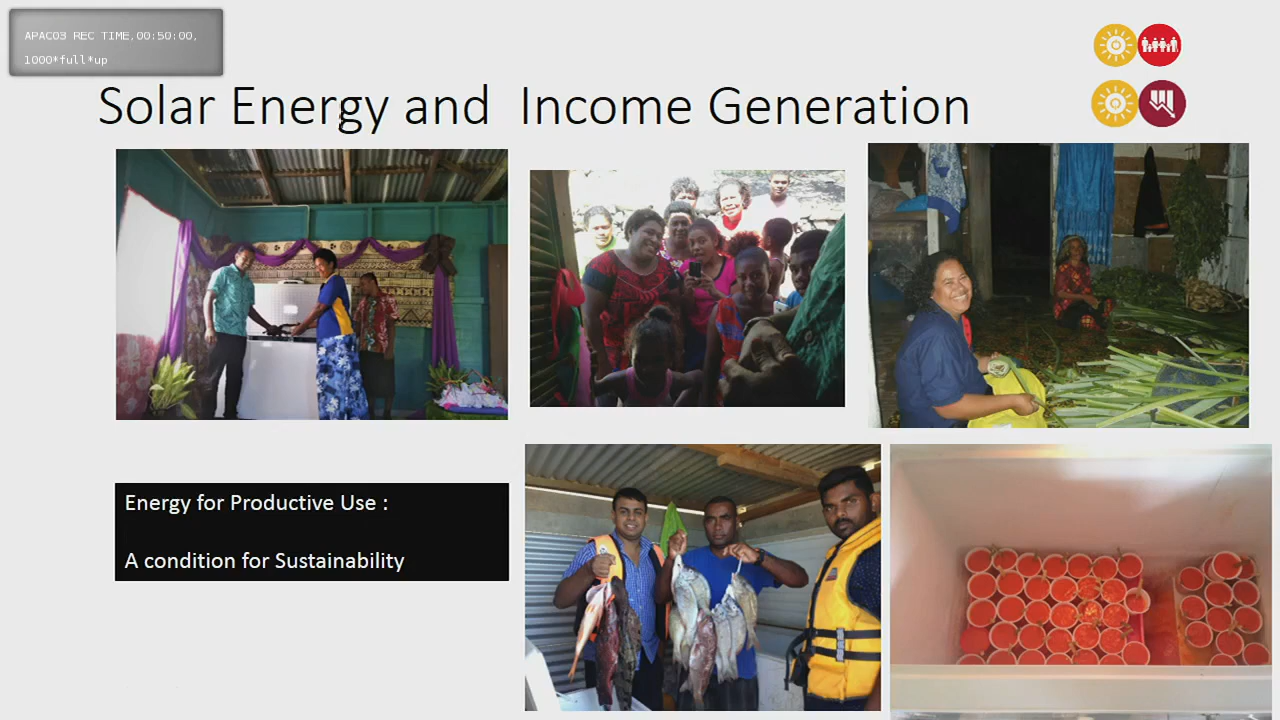 APAC03 REC TIME,00:50:00,
1000*full*up
Solar Energy and Income Generation
Energy for Productive Use :
A condition for Sustainability